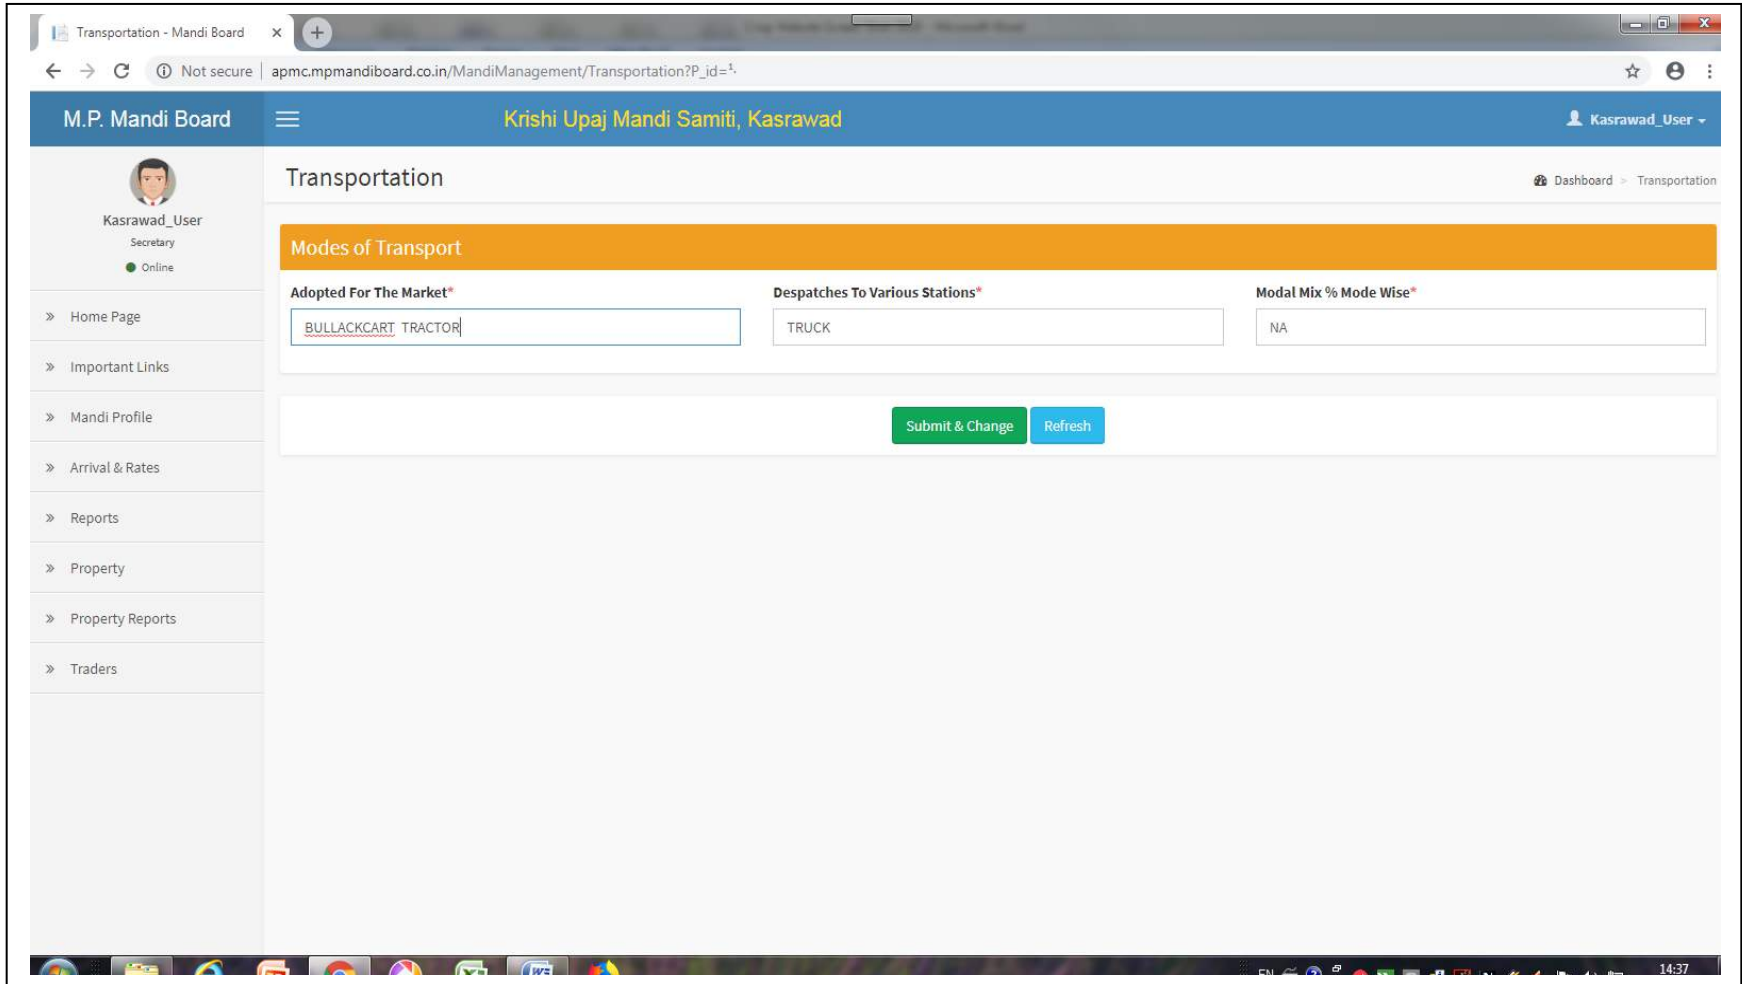 Transportation - Mandi Board
Not secure apmc.mpmandiboard.co.in/MandiManagement/Transportation?P_id=1.
M.P. Mandi Board Krishi Upaj Mandi Samiti, Kasrawad Kasrawad_User
Transportation
Dashboard > Transportation
Kasrawad_User
Secretary
Online
Modes of Transport
Adopted For The Market* Despatches To Various Stations* Modal Mix % Mode Wise*
BULLACKCART TRACTOR TRUCK NA
Submit & Change Refresh
» Home Page
» Important Links
» Mandi Profile
» Arrival & Rates
» Reports
» Property
» Property Reports
» Traders
EN 14:37